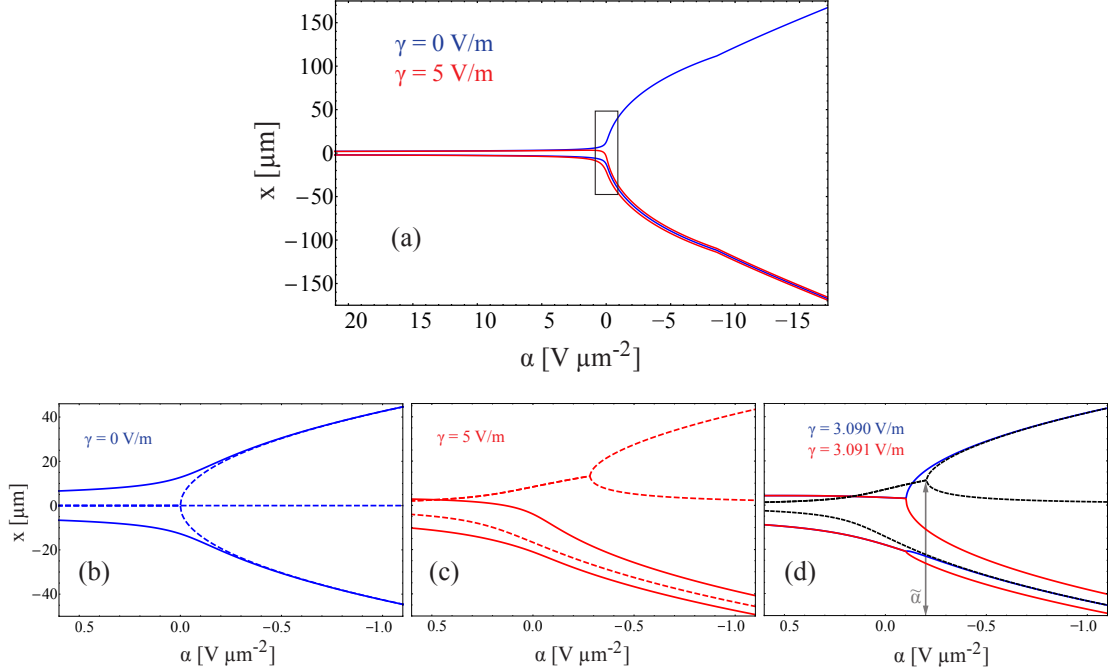 γ = 0 V/m
γ = 5 V/m
150
100
50
0
−50
−100
−150
x [μm]
(a)
20 15 10 5 0 −5 −10 −15
α [V μm⁻²]
γ = 0 V/m
γ = 5 V/m
γ = 3.090 V/m
γ = 3.091 V/m
40
20
0
−20
−40
x [μm]
(b)
(c)
(d)
α̃
0.5 0.0 −0.5 −1.0
0.5 0.0 −0.5 −1.0
0.5 0.0 −0.5 −1.0
α [V μm⁻²]
α [V μm⁻²]
α [V μm⁻²]